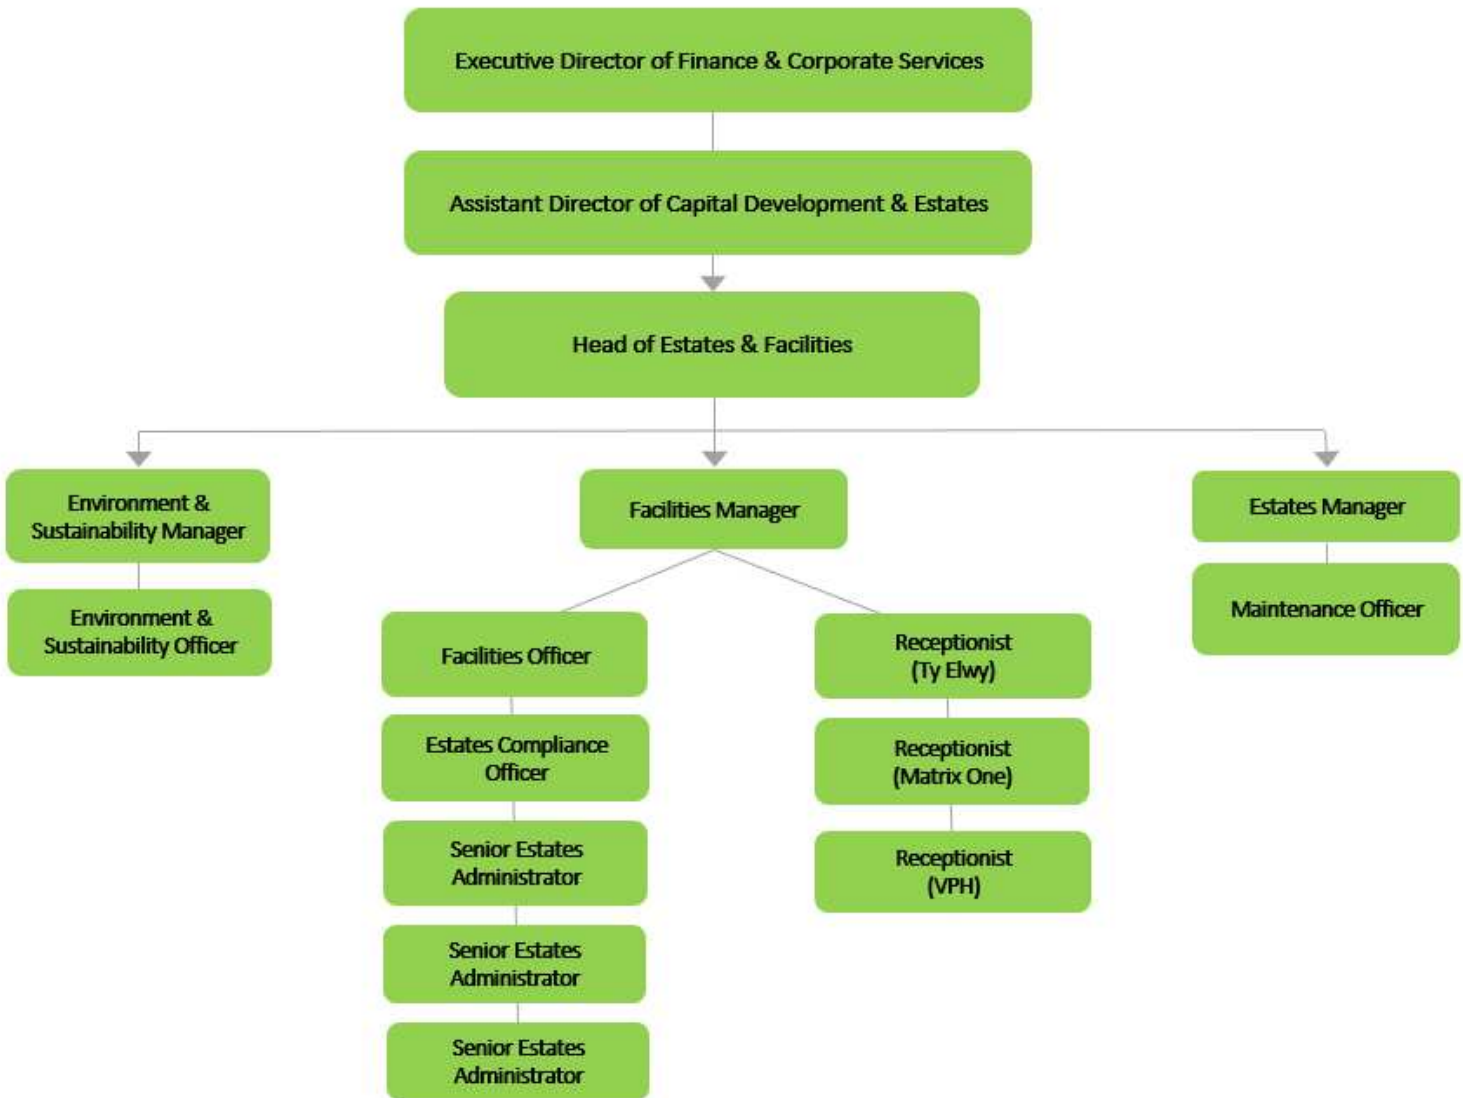 Executive Director of Finance & Corporate Services
Assistant Director of Capital Development & Estates
Head of Estates & Facilities
Environment &
Sustainability Manager
Environment &
Sustainability Officer
Facilities Manager
Facilities Officer
Estates Compliance
Officer
Senior Estates
Administrator
Senior Estates
Administrator
Senior Estates
Administrator
Receptionist
(Ty Elwy)
Receptionist
(Matrix One)
Receptionist
(VPH)
Estates Manager
Maintenance Officer